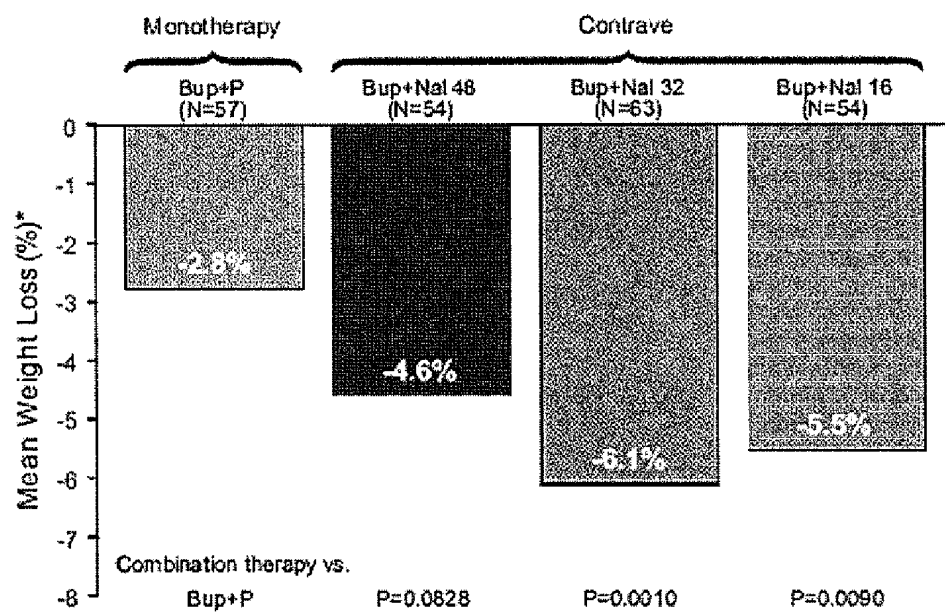 Monotherapy Contrave
Bup+P Bup+Nal 48 Bup+Nal 32 Bup+Nal 16
(N=57) (N=54) (N=63) (N=54)
0
-1
-2
-2.8%
-3
-4
-4.6%
-5
-5.5%
-6.1%
-6
-7
-8
Mean Weight Loss (%)*
Combination therapy vs.
Bup+P P=0.0828 P=0.0010 P=0.0090